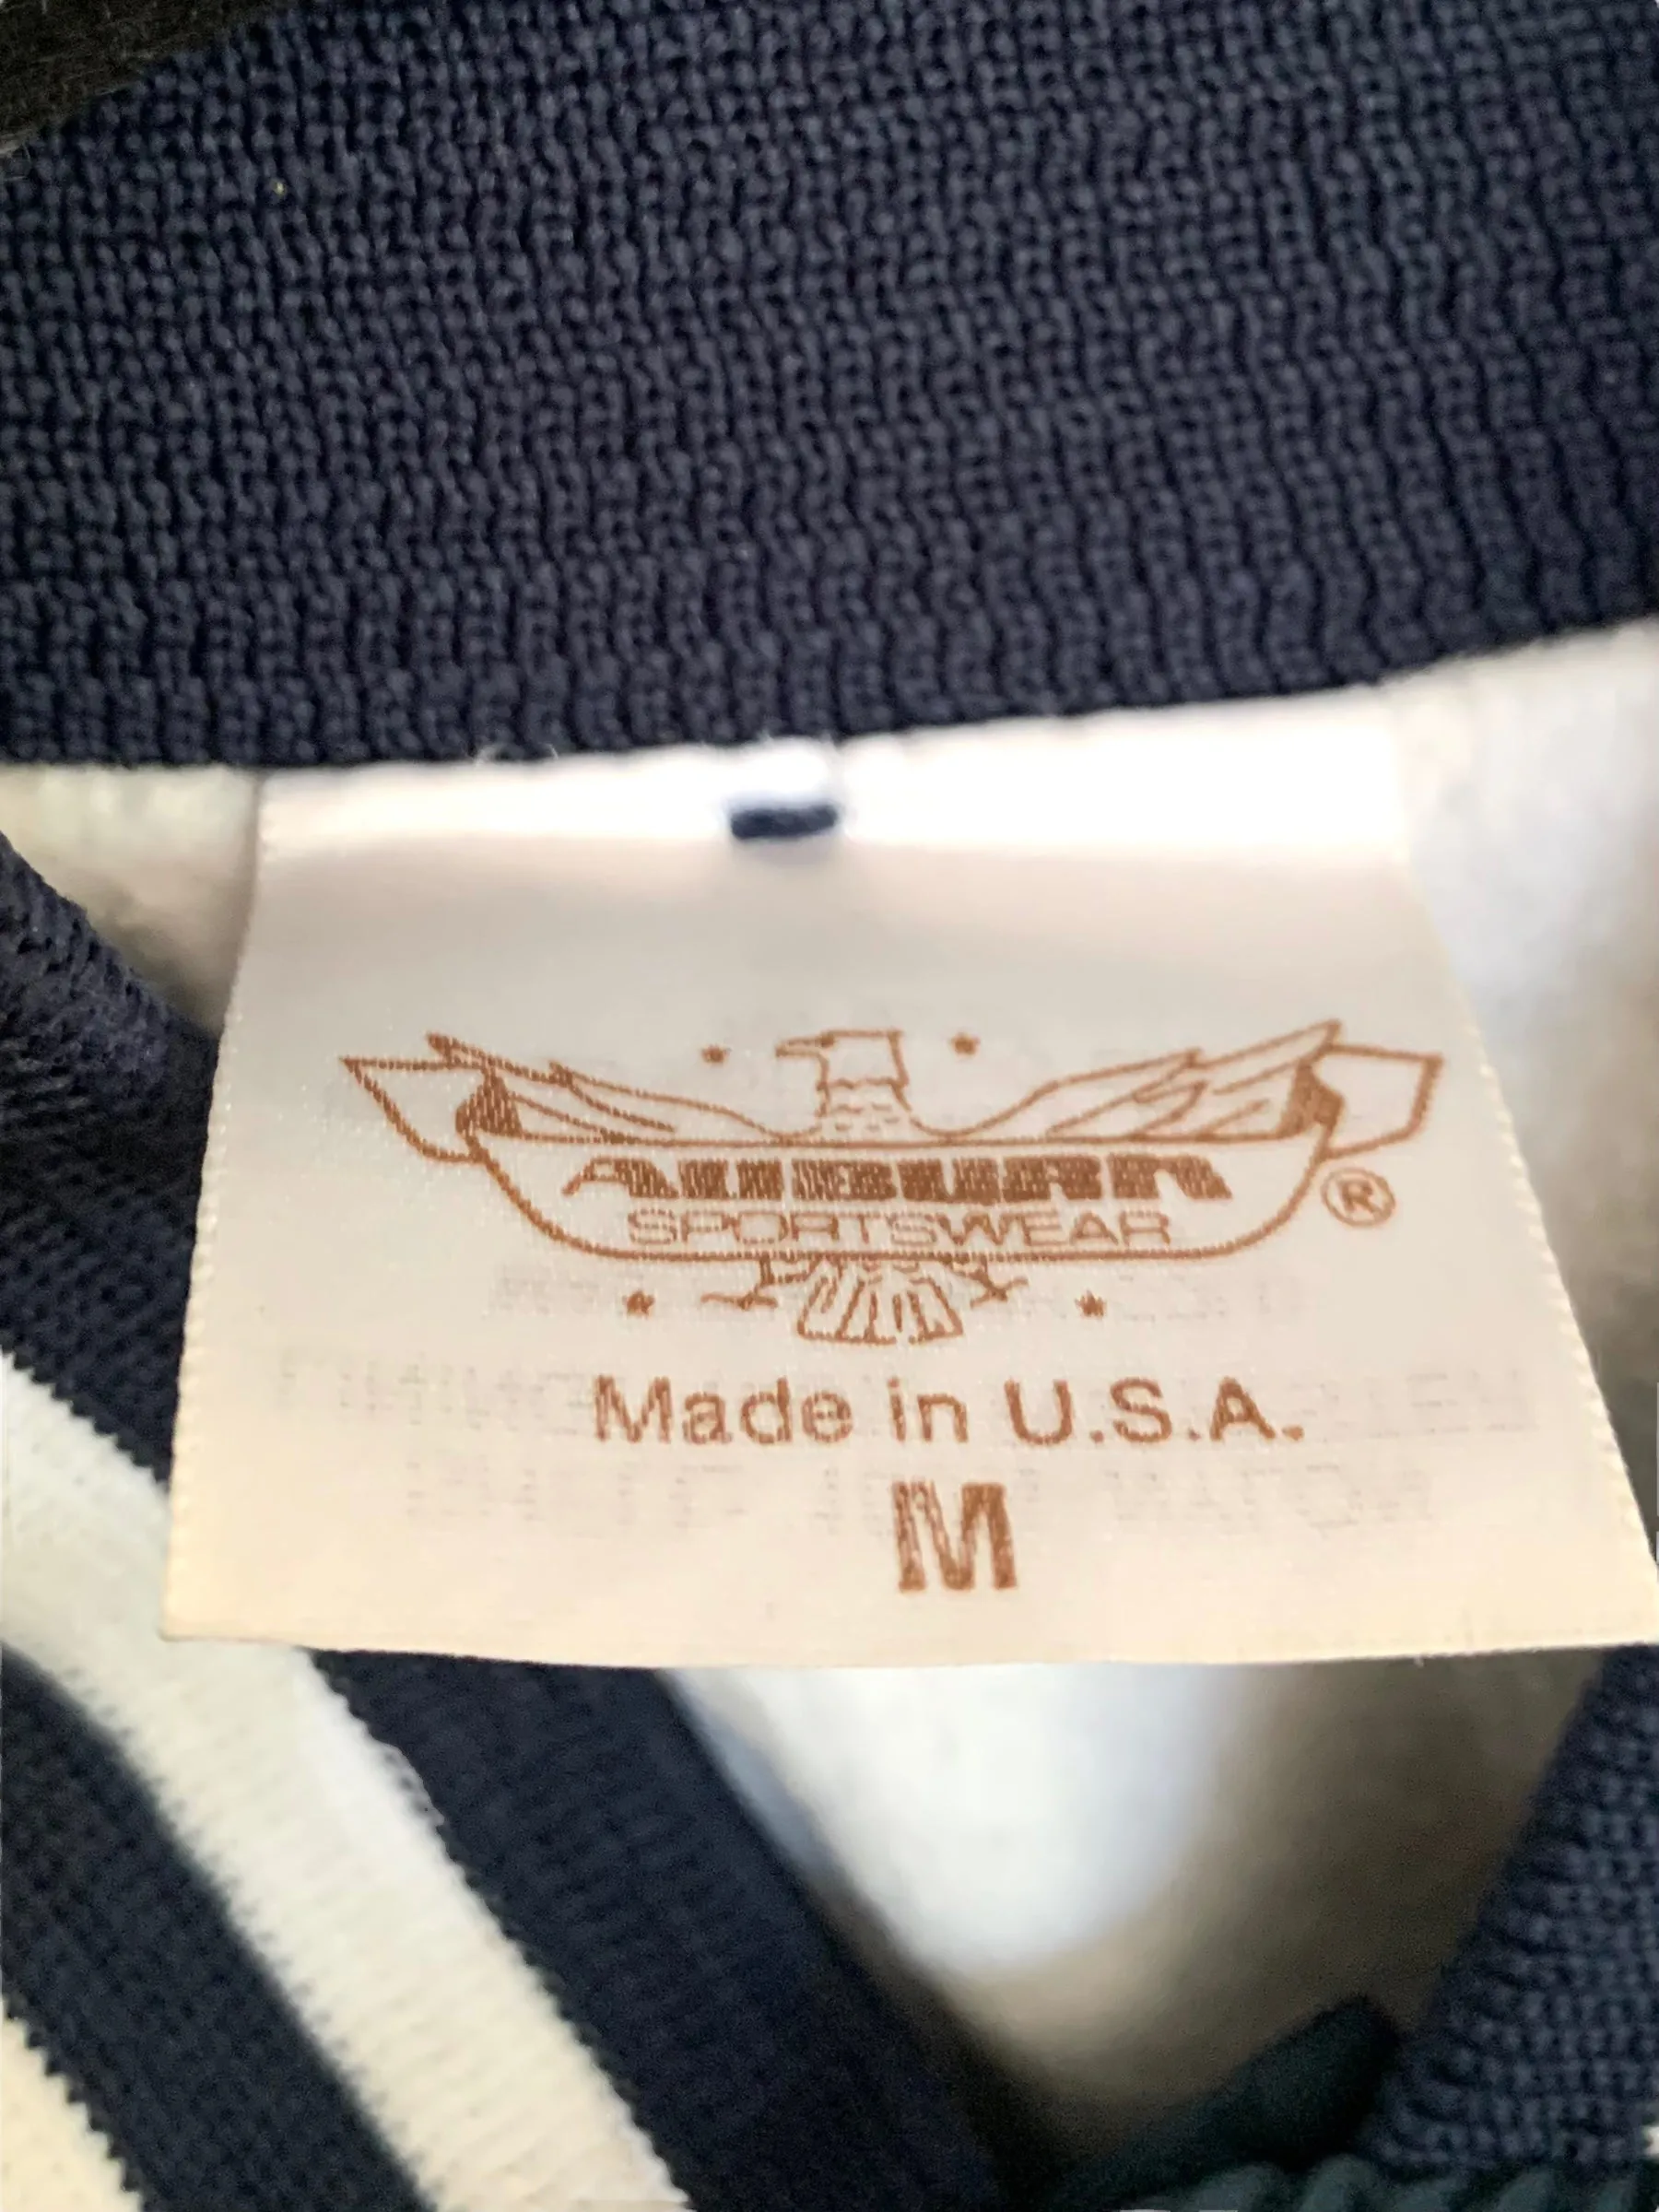 AUBURN
SPORTSWEAR
®
Made in U.S.A.
M